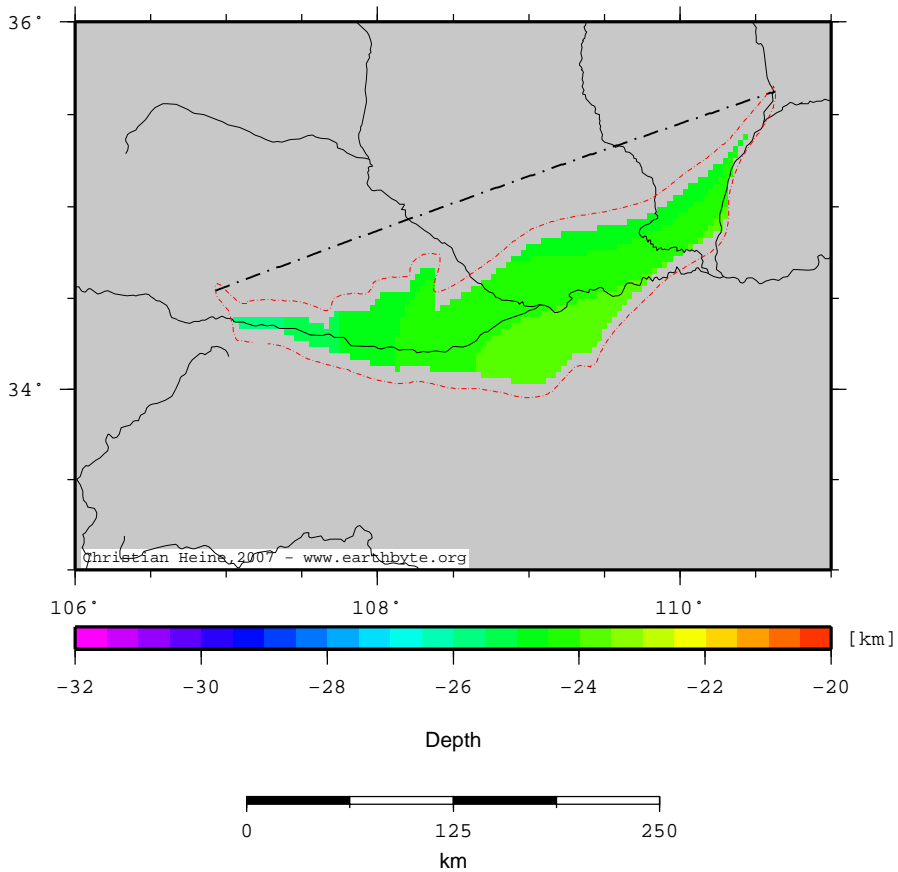 36°
34°
Christian Heine, 2007 - www.earthbyte.org
106° 108° 110°
[km]
-32 -30 -28 -26 -24 -22 -20
Depth
0 125 250
km